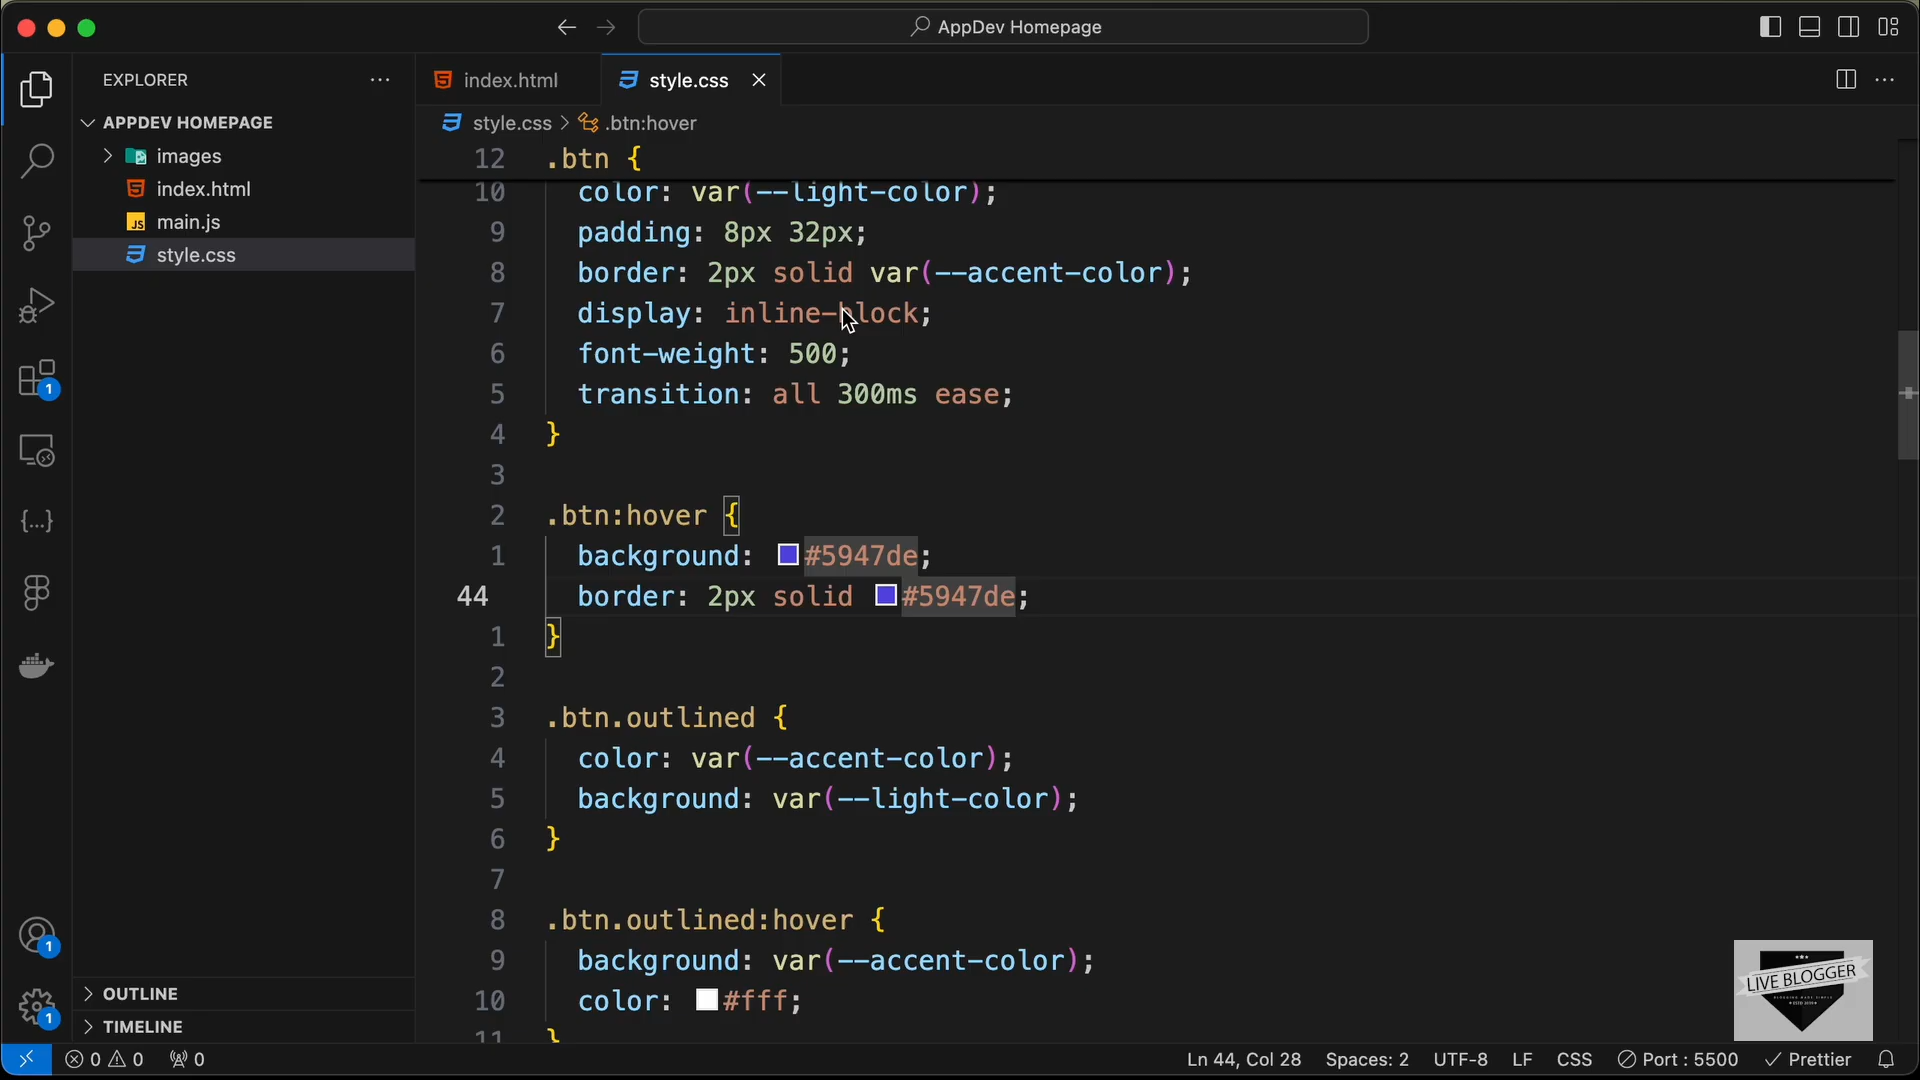 AppDev Homepage
EXPLORER
index.html
style.css
APPDEV HOMEPAGE
images
index.html
main.js
style.css
style.css > .btn:hover
12 .btn {
10 color: var(--light-color);
9 padding: 8px 32px;
8 border: 2px solid var(--accent-color);
7 display: inline-block;
6 font-weight: 500;
5 transition: all 300ms ease;
4 }
3
2 .btn:hover {
1 background: #5947de;
44 border: 2px solid #5947de;
1 }
2
3 .btn.outlined {
4 color: var(--accent-color);
5 background: var(--light-color);
6 }
7
8 .btn.outlined:hover {
9 background: var(--accent-color);
10 color: #fff;
11 }
1
{...}
1
1
OUTLINE
TIMELINE
LIVE BLOGGER
0 0 0
Ln 44, Col 28 Spaces: 2 UTF-8 LF CSS Port : 5500 Prettier